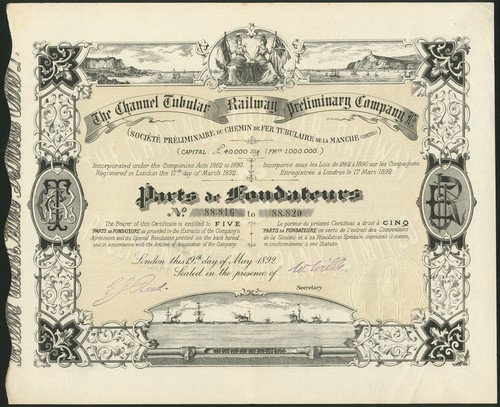 The Channel Tubular Railway Preliminary Company Ld.
(SOCIÉTÉ PRÉLIMINAIRE DU CHEMIN DE FER TUBULAIRE DE LA MANCHE (LIMITED))
CAPITAL: £40.000 Stg (FRCS 1.000.000.)
Incorporated under the Companies Acts 1862 to 1890.
Registered in London the 17th day of March 1892.
Incorporée sous les Lois de 1862 à 1890 sur les Compagnies.
Enregistrée à Londres le 17 Mars 1892
Parts de Fondateurs
No 88.816 to 88.820
The Bearer of this Certificate is entitled to FIVE
"PARTS de FONDATEURS" as provided in the Extracts of the Company's
Agreements and its Special Resolution printed on the back hereof,
and in accordance with the Articles of Association of the Company.
Le porteur du présent Certificat a droit à CINQ
"PARTS de FONDATEURS" en vertu de l'extrait des Conventions
de la Société et sa Résolution Spéciale imprimés ci-contre,
et conformément à ses Statuts.
London this 19th day of May 1892
Sealed in the presence of
Secretary